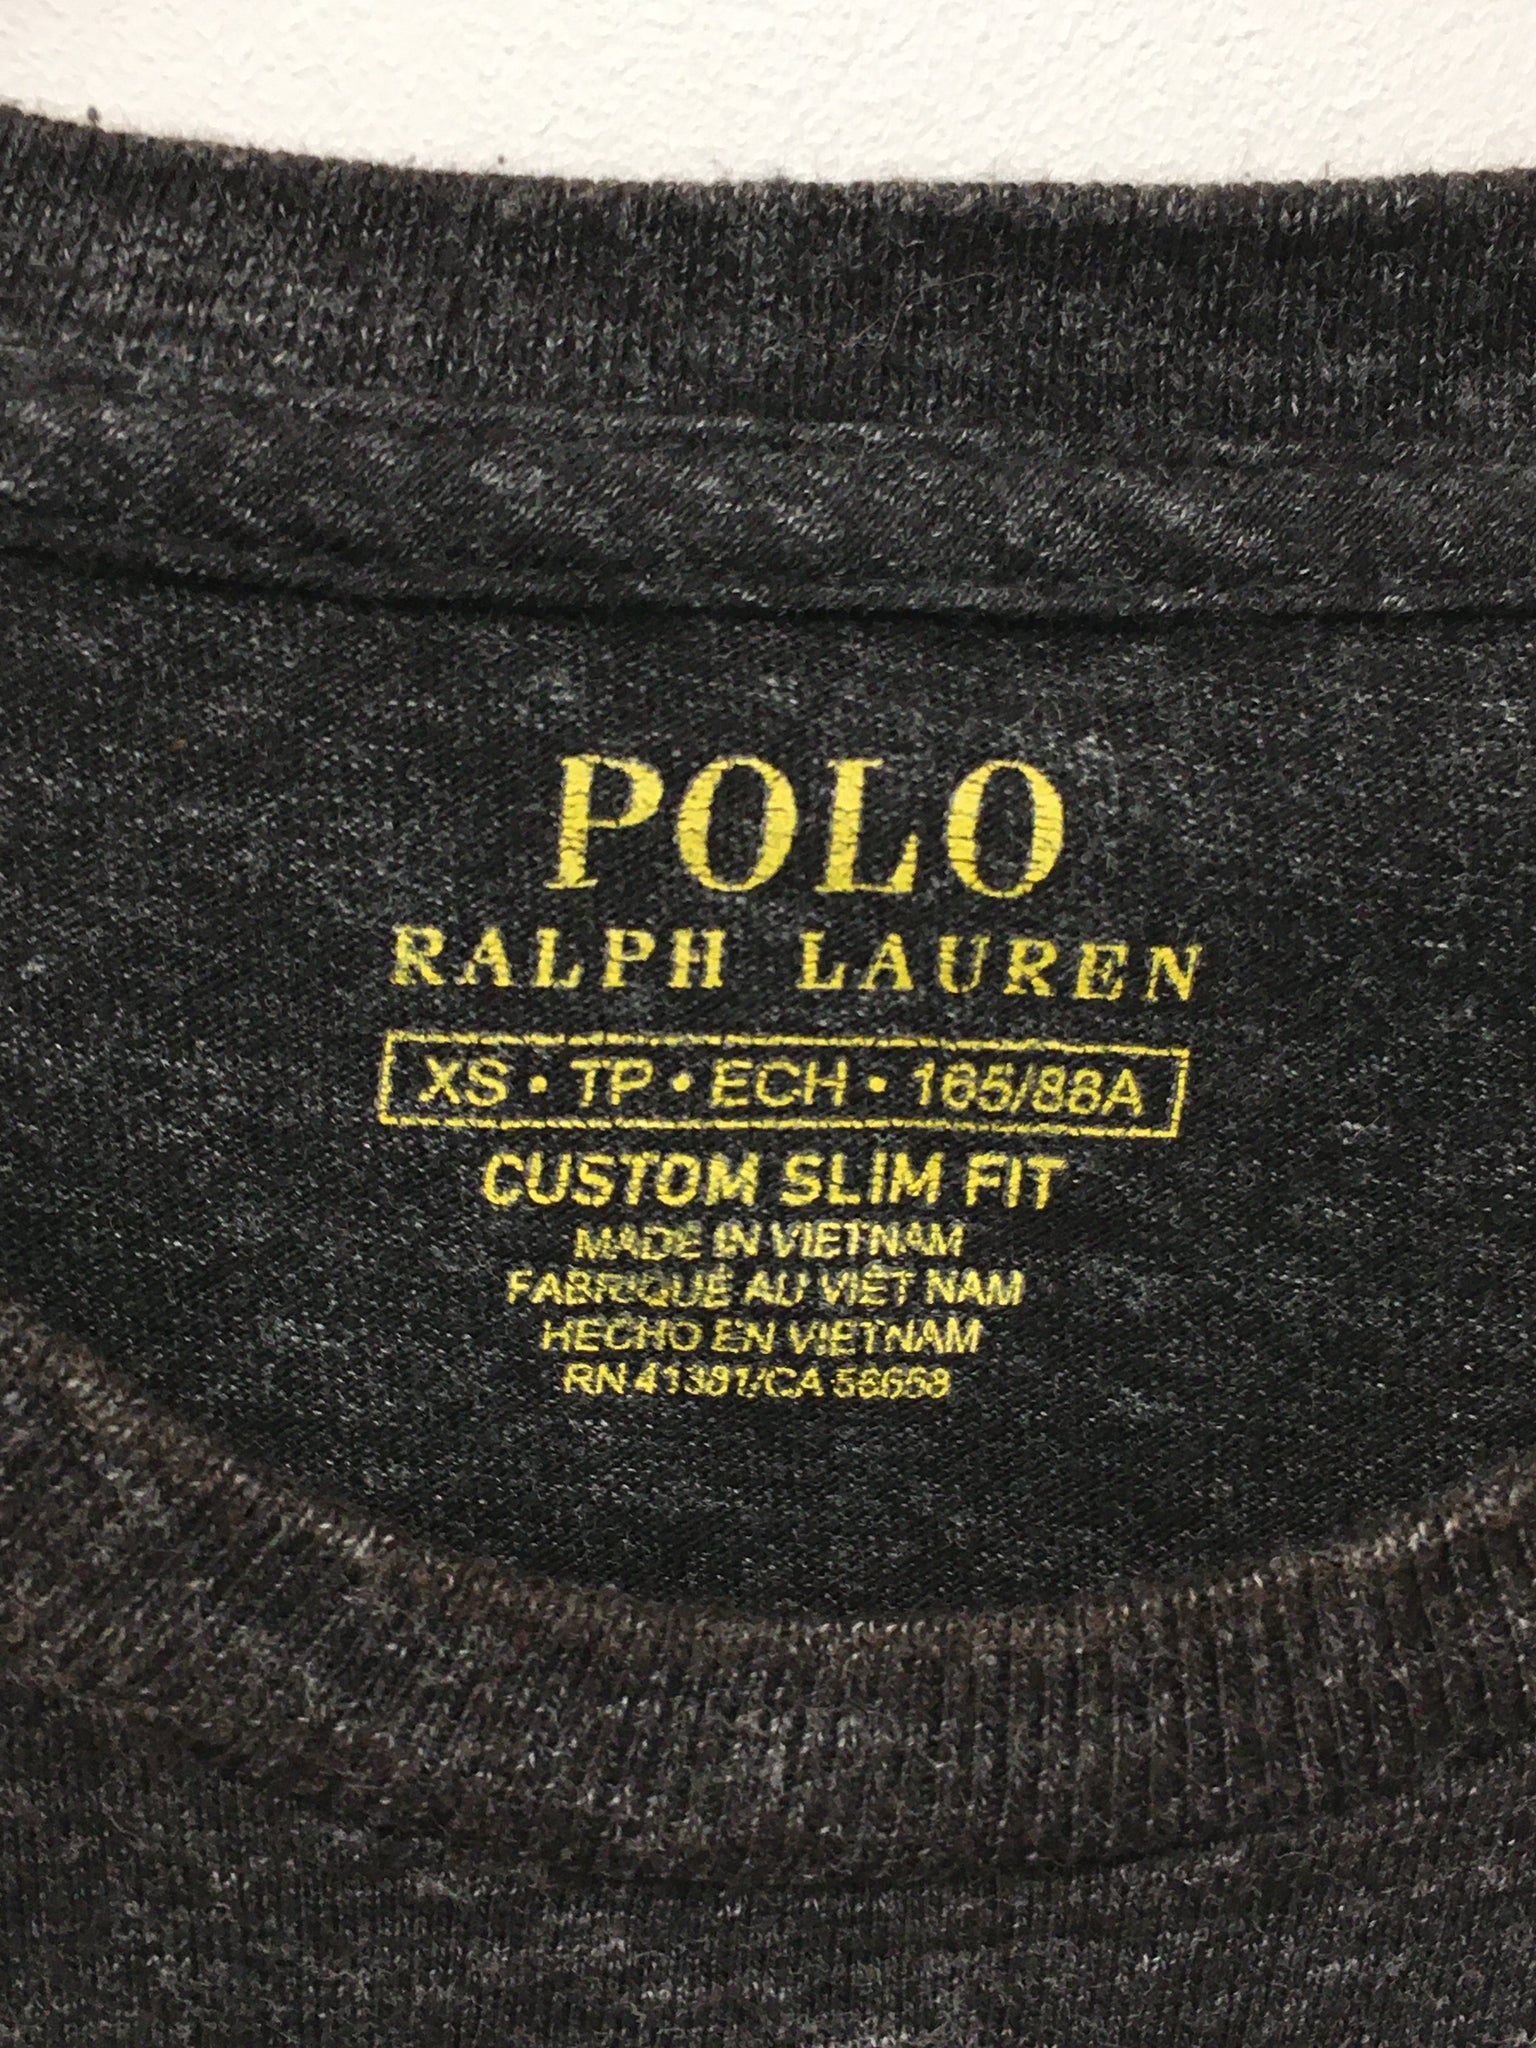 POLO
RALPH LAUREN
XS • TP • ECH • 165/88A
CUSTOM SLIM FIT
MADE IN VIETNAM
FABRIQUÉ AU VIÊT NAM
HECHO EN VIETNAM
RN 41381/CA 56658